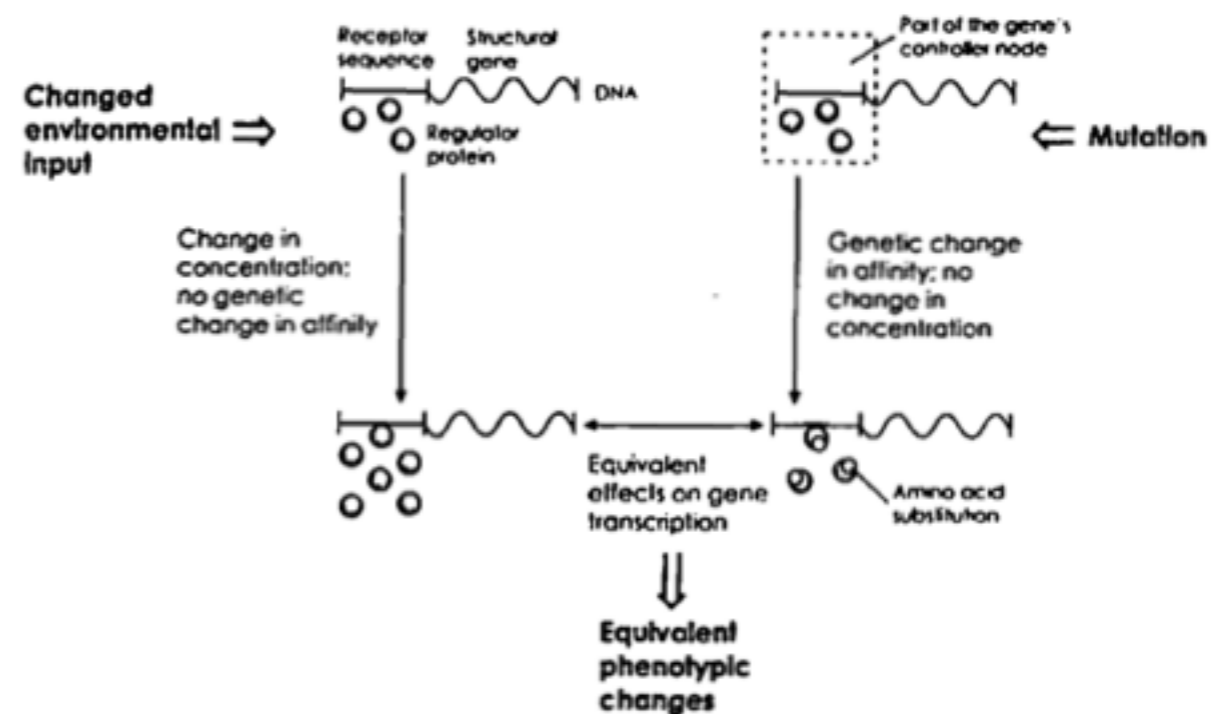 Receptor
sequence
Structural
gene
DNA
Regulator
protein
Changed
environmental
input
Part of the gene's
controller node
Mutation
Change in
concentration;
no genetic
change in affinity
Genetic change
in affinity; no
change in
concentration
Equivalent
effects on gene
transcription
Amino acid
substitution
Equivalent
phenotypic
changes